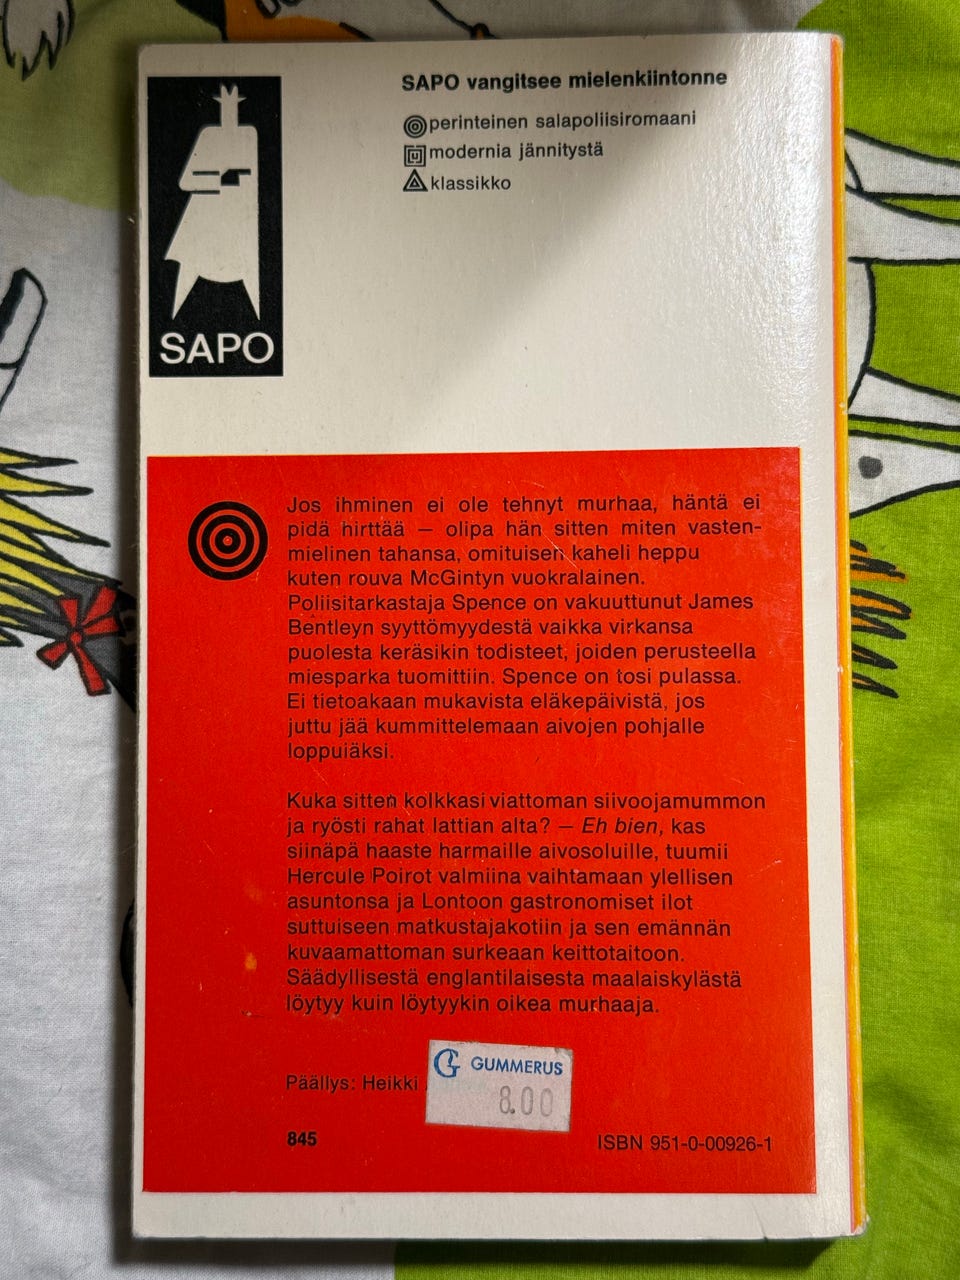 SAPO
SAPO vangitsee mielenkiintonne
perinteinen salapoliisiromaani
modernia jännitystä
klassikko
Jos ihminen ei ole tehnyt murhaa, häntä ei
pidä hirttää — olipa hän sitten miten vasten-
mielinen tahansa, omituisen kaheli heppu
kuten rouva McGintyn vuokralainen.
Poliisitarkastaja Spence on vakuuttunut James
Bentleyn syyttömyydestä vaikka virkansa
puolesta keräsikin todisteet, joiden perusteella
miesparka tuomittiin. Spence on tosi pulassa.
Ei tietoakaan mukavista eläkepäivistä, jos
juttu jää kummittelemaan aivojen pohjalle
loppuiäksi.
Kuka sitten kolkkasi viattoman siivoojamummon
ja ryösti rahat lattian alta? — Eh bien, kas
siinäpä haaste harmaille aivosoluille, tuumii
Hercule Poirot valmiina vaihtamaan ylellisen
asuntonsa ja Lontoon gastronomiset ilot
suttuiseen matkustajakotiin ja sen emännän
kuvaamattoman surkeaan keittotaitoon.
Säädyllisestä englantilaisesta maalaiskylästä
löytyy kuin löytyykin oikea murhaaja.
Päällys: Heikki
GUMMERUS
8.00
845
ISBN 951-0-00926-1